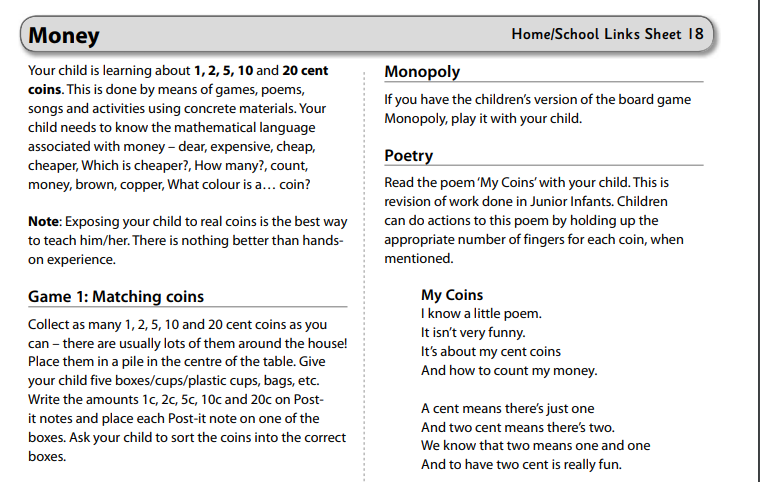 Money
Home/School Links Sheet 18
Your child is learning about 1, 2, 5, 10 and 20 cent
coins. This is done by means of games, poems,
songs and activities using concrete materials. Your
child needs to know the mathematical language
associated with money – dear, expensive, cheap,
cheaper, Which is cheaper?, How many?, count,
money, brown, copper, What colour is a… coin?
Note: Exposing your child to real coins is the best way
to teach him/her. There is nothing better than hands-
on experience.
Game 1: Matching coins
Collect as many 1, 2, 5, 10 and 20 cent coins as you
can – there are usually lots of them around the house!
Place them in a pile in the centre of the table. Give
your child five boxes/cups/plastic cups, bags, etc.
Write the amounts 1c, 2c, 5c, 10c and 20c on Post-
it notes and place each Post-it note on one of the
boxes. Ask your child to sort the coins into the correct
boxes.
Monopoly
If you have the children's version of the board game
Monopoly, play it with your child.
Poetry
Read the poem 'My Coins' with your child. This is
revision of work done in Junior Infants. Children
can do actions to this poem by holding up the
appropriate number of fingers for each coin, when
mentioned.
My Coins
I know a little poem.
It isn't very funny.
It's about my cent coins
And how to count my money.
A cent means there's just one
And two cent means there's two.
We know that two means one and one
And to have two cent is really fun.